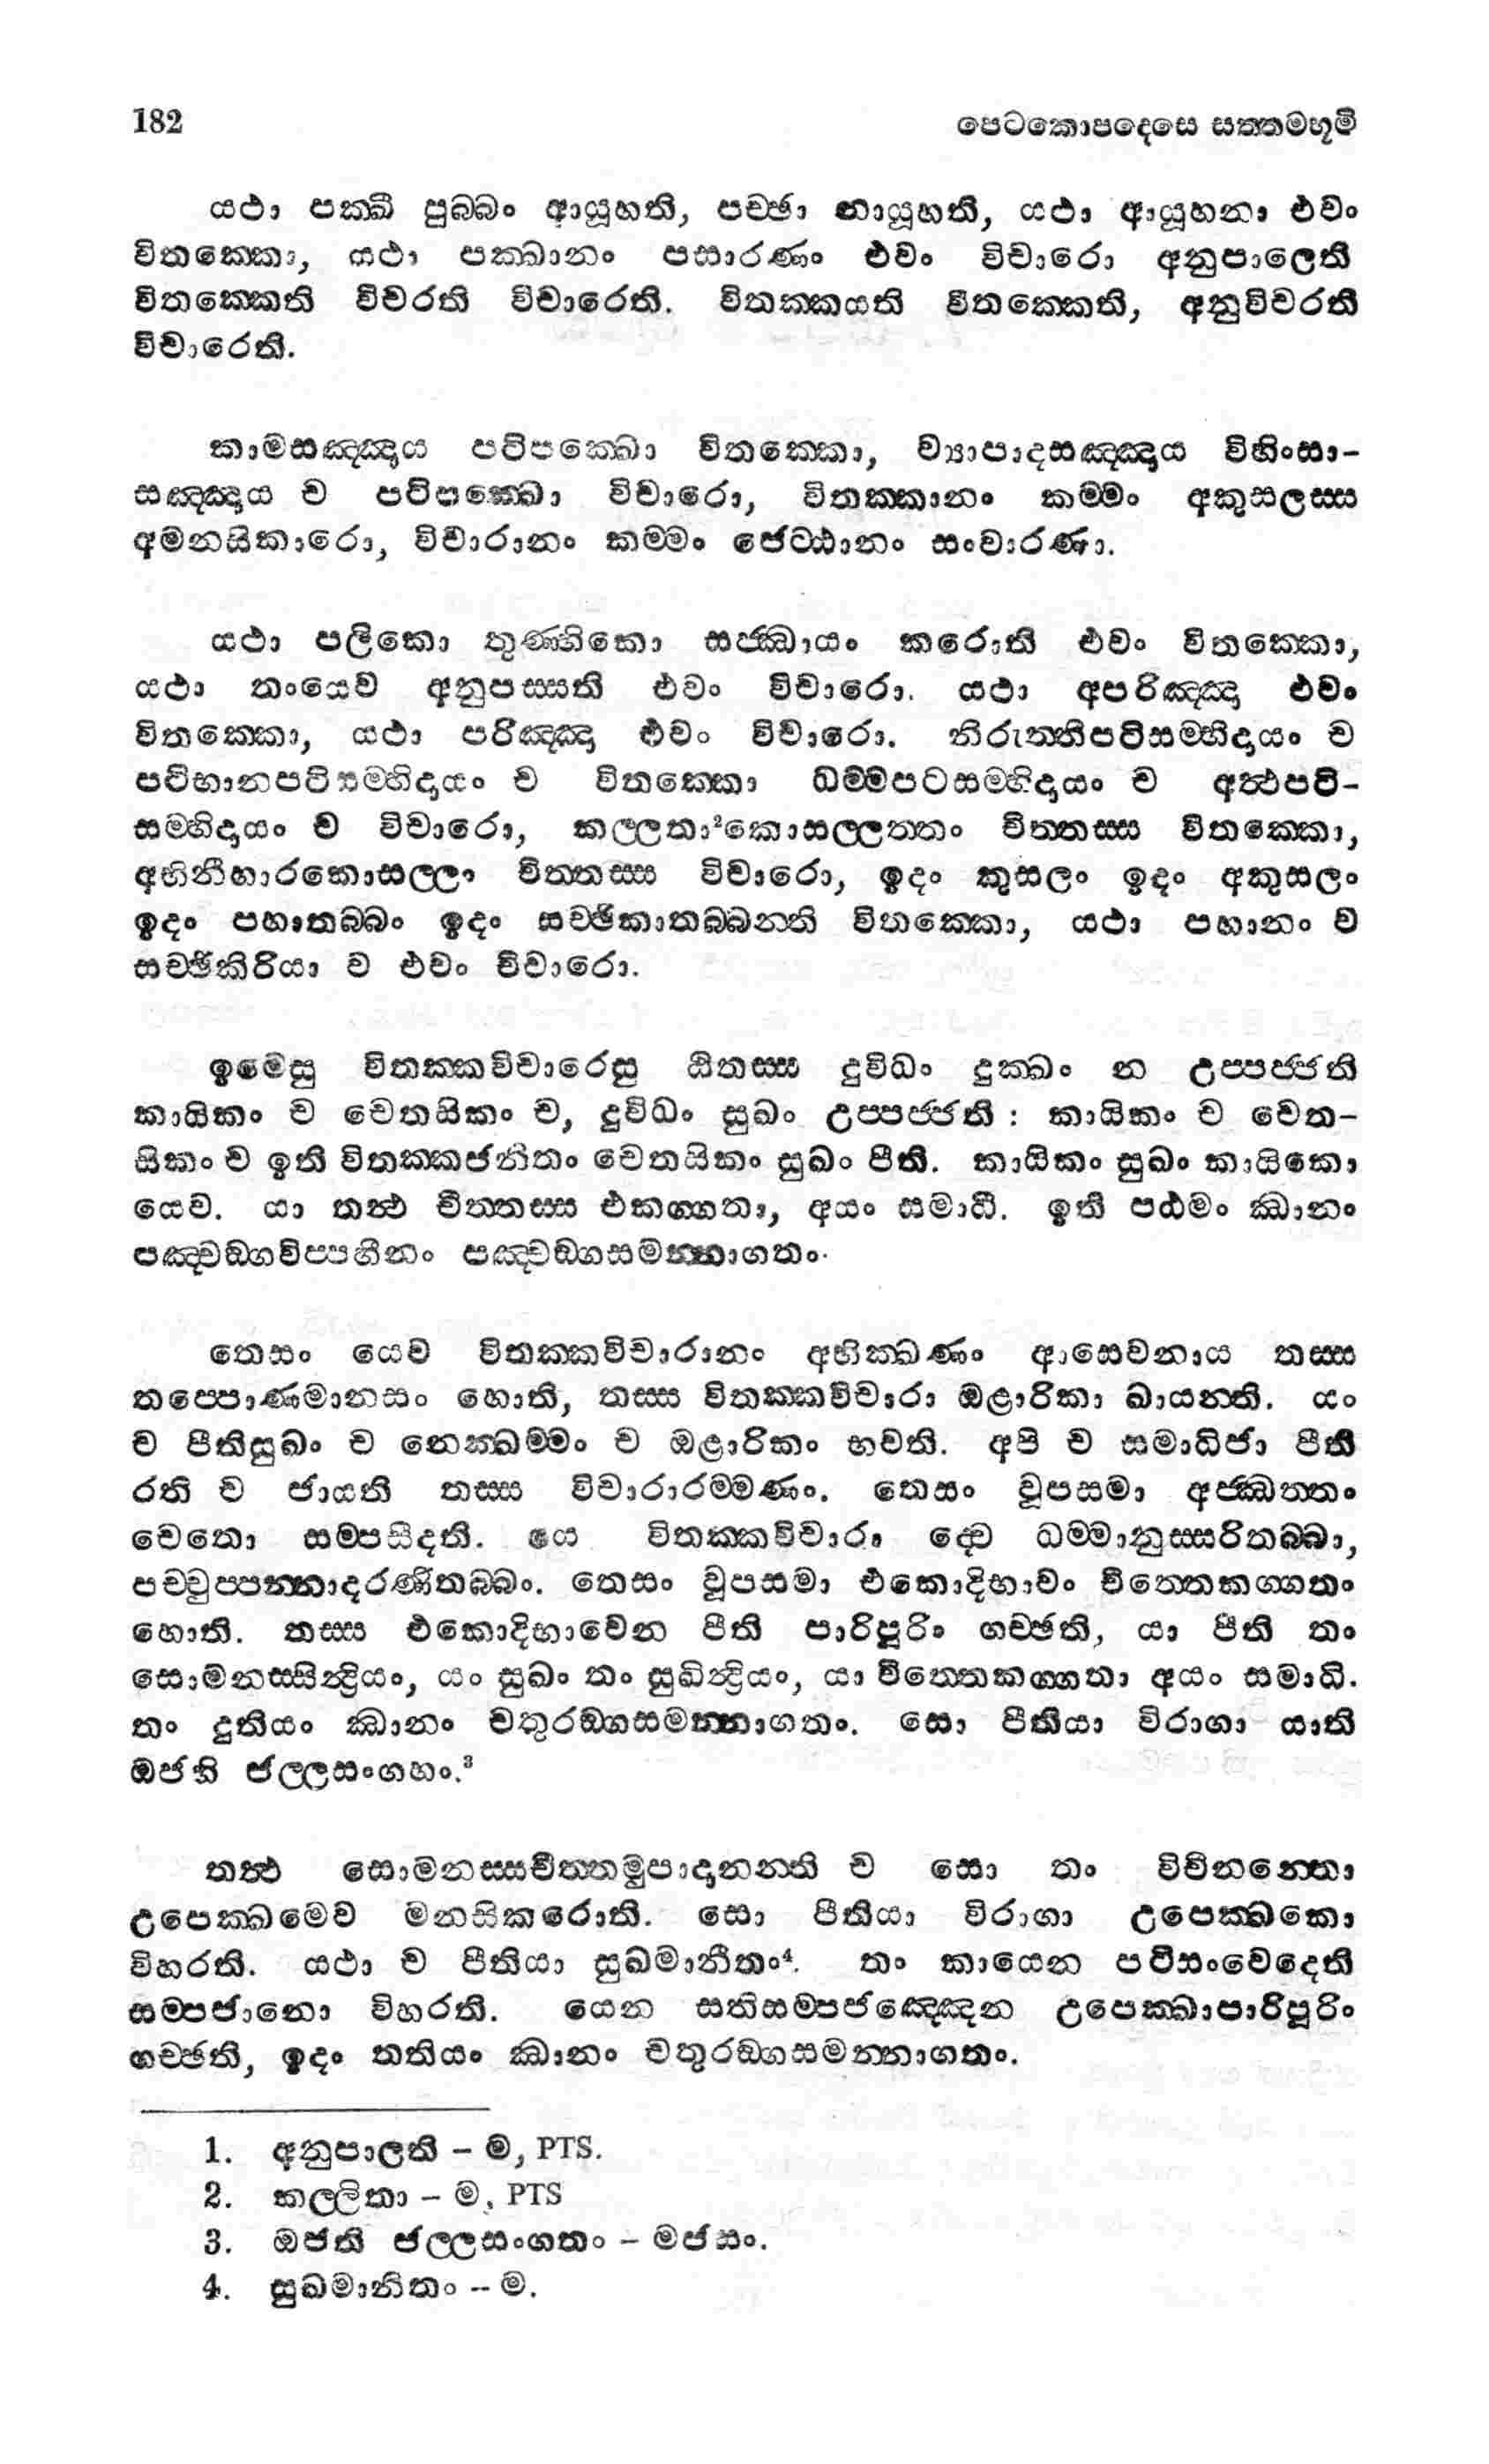 182 පෙටකොපදෙසෙ සත්තමභූමි
යථා පක්ඛී පුබ්බං ආයූහති, පච්ඡා නායූහති, යථා ආයූහනා එවං
විතක්කො, යථා පක්ඛානං පසාරණං එවං විචාරො අනුපාලෙති
විතක්කෙති විචරති විචාරෙති. විතක්කයති විතක්කෙති, අනුවිචරති
විචාරෙති.
කාමසඤ්ඤාය පටිපක්ඛො විතක්කො, ව්‍යාපාදසඤ්ඤාය විහිංසා-
සඤ්ඤාය ච පටිපක්ඛො විචාරො, විතක්කානං කම්මං අකුසලස්ස
අමනසිකාරො, විචාරානං කම්මං ජෙට්ඨානං සංවාරණා.
යථා පලිකො තුණ්හිකො සජ්ඣායං කරොති එවං විතක්කො,
යථා තංයෙව අනුපස්සති එවං විචාරො. යථා අපරිඤ්ඤා එවං
විතක්කො, යථා පරිඤ්ඤා එවං විචාරො. නිරුත්තිපටිසම්භිදායං ච
පටිභානපටිසම්භිදායං ච විතක්කො ධම්මපටසම්භිදායං ච අත්ථපටි-
සම්භිදායං ච විචාරො, කල්ලතා²කොසල්ලත්තං චිත්තස්ස විතක්කො,
අභිනීහාරකොසල්ලං චිත්තස්ස විචාරො, ඉදං කුසලං ඉදං අකුසලං
ඉදං පහාතබ්බං ඉදං සච්ඡිකාතබ්බන්ති විතක්කො, යථා පහානං ච
සච්ඡිකිරියා ච එවං විචාරො.
ඉමෙසු විතක්කවිචාරෙසු ඨිතස්ස දුවිධං දුක්ඛං න උප්පජ්ජති
කායිකං ච චෙතසිකං ච, දුවිධං සුඛං උප්පජ්ජති : කායිකං ච චෙත-
සිකං ච ඉති විතක්කජනිතං චෙතසිකං සුඛං පීති. කායිකං සුඛං කායිකො
යෙව. යා තත්ථ චිත්තස්ස එකග්ගතා, අයං සමාධි. ඉති පඨමං ඣානං
පඤ්චඞ්ගවිප්පහීනං පඤ්චඞ්ගසමන්නාගතං.
තෙසං යෙව විතක්කවිචාරානං අභික්ඛණං ආසෙවනාය තස්ස
තප්පොණමානසං හොති, තස්ස විතක්කවිචාරා ඔළාරිකා ඛායන්ති. යං
ච පීතිසුඛං ච නෙක්ඛම්මං ච ඔළාරිකං භවති. අපි ච සමාධිජා පීති
රති ච ජායති තස්ස විචාරාරම්මණං. තෙසං වූපසමා අජ්ඣත්තං
චෙතො සම්පසීදති. යෙ විතක්කවිචාරා ද්වෙ ධම්මානුස්සරිතබ්බා,
පච්චුප්පන්නාදරණිතබ්බං. තෙසං වූපසමා එකොදිභාවං චිත්තෙකග්ගතං
හොති. තස්ස එකොදිභාවෙන පීති පාරිපූරිං ගච්ඡති, යා පීති තං
සොමනස්සින්ද්‍රියං, යං සුඛං තං සුඛින්ද්‍රියං, යා චිත්තෙකග්ගතා අයං සමාධි.
තං දුතියං ඣානං චතුරඞ්ගසමන්නාගතං. සො පීතියා විරාගා යාති
ඔජහි ජල්ලසංගහං.³
තත්ථ සොමනස්සචිත්තමුපාදානන්ති ච සො තං විචිනන්තො
උපෙක්ඛමෙව මනසිකරොති. සො පීතියා විරාගා උපෙක්ඛකො
විහරති. යථා ච පීතියා සුඛමානීතං⁴. තං කායෙන පටිසංවෙදෙති
සම්පජානො විහරති. යෙන සතිසම්පජඤ්ඤෙන උපෙක්ඛාපාරිපූරිං
ගච්ඡති, ඉදං තතියං ඣානං චතුරඞ්ගසමන්නාගතං.
1. අනුපාලති – ම, PTS.
2. කල්ලිතා – ම, PTS
3. ඔජති ජල්ලසංගතං – මජසං.
4. සුඛමානිතං -- ම.